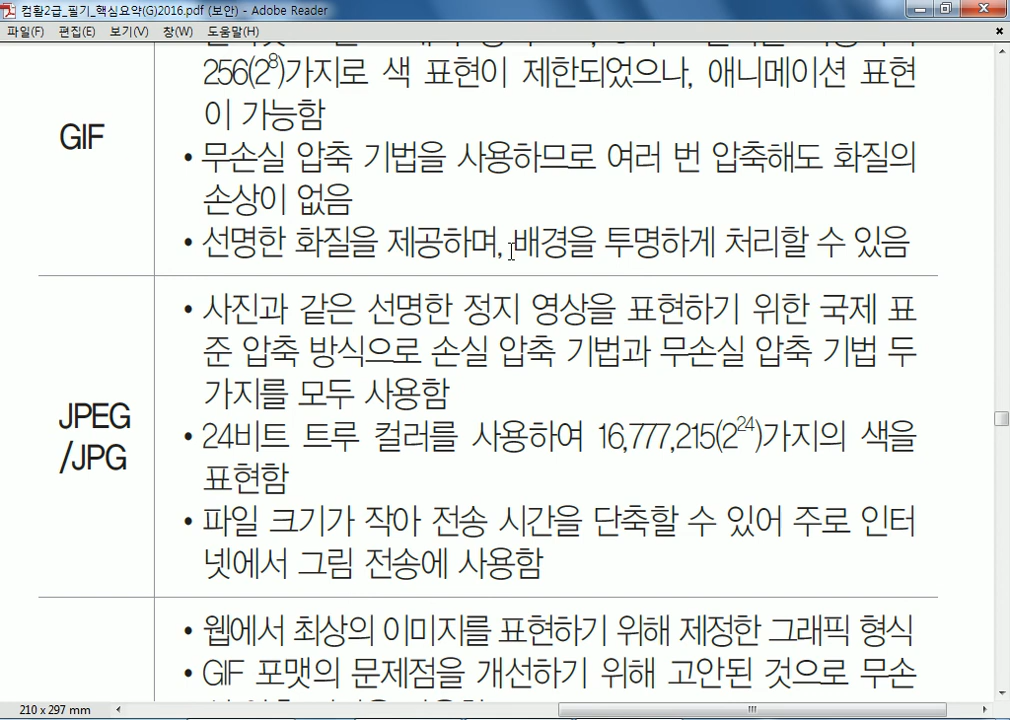 컴활2급_필기_핵심요약(G)2016.pdf (보안) - Adobe Reader
파일(F) 편집(E) 보기(V) 창(W) 도움말(H)
256(2⁸)가지로 색 표현이 제한되었으나, 애니메이션 표현
이 가능함
GIF
• 무손실 압축 기법을 사용하므로 여러 번 압축해도 화질의
손상이 없음
• 선명한 화질을 제공하며, 배경을 투명하게 처리할 수 있음
• 사진과 같은 선명한 정지 영상을 표현하기 위한 국제 표
준 압축 방식으로 손실 압축 기법과 무손실 압축 기법 두
가지를 모두 사용함
JPEG
/JPG
• 24비트 트루 컬러를 사용하여 16,777,215(2²⁴)가지의 색을
표현함
• 파일 크기가 작아 전송 시간을 단축할 수 있어 주로 인터
넷에서 그림 전송에 사용함
• 웹에서 최상의 이미지를 표현하기 위해 제정한 그래픽 형식
• GIF 포맷의 문제점을 개선하기 위해 고안된 것으로 무손
210 x 297 mm